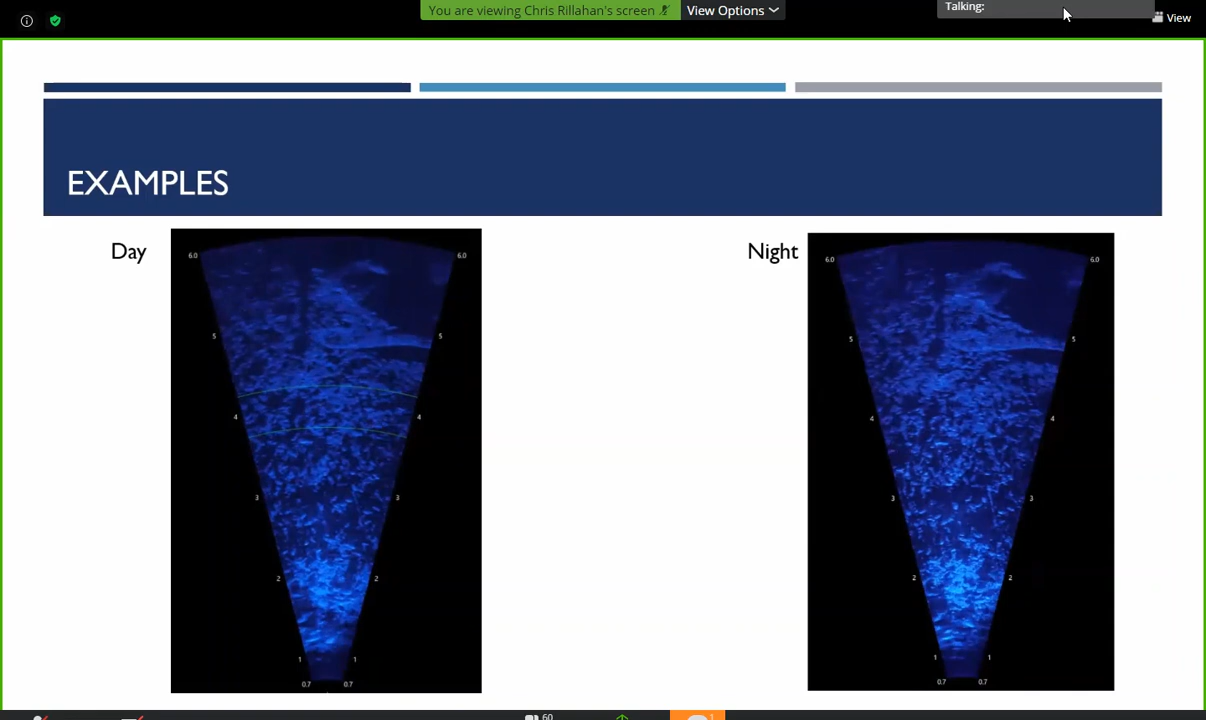 You are viewing Chris Rillahan's screen
View Options
Talking:
View
EXAMPLES
Day
Night
6.0 6.0
5 5
4 4
3 3
2 2
1 1
0.7 0.7
6.0 6.0
5 5
4 4
3 3
2 2
1 1
0.7 0.7
60
1